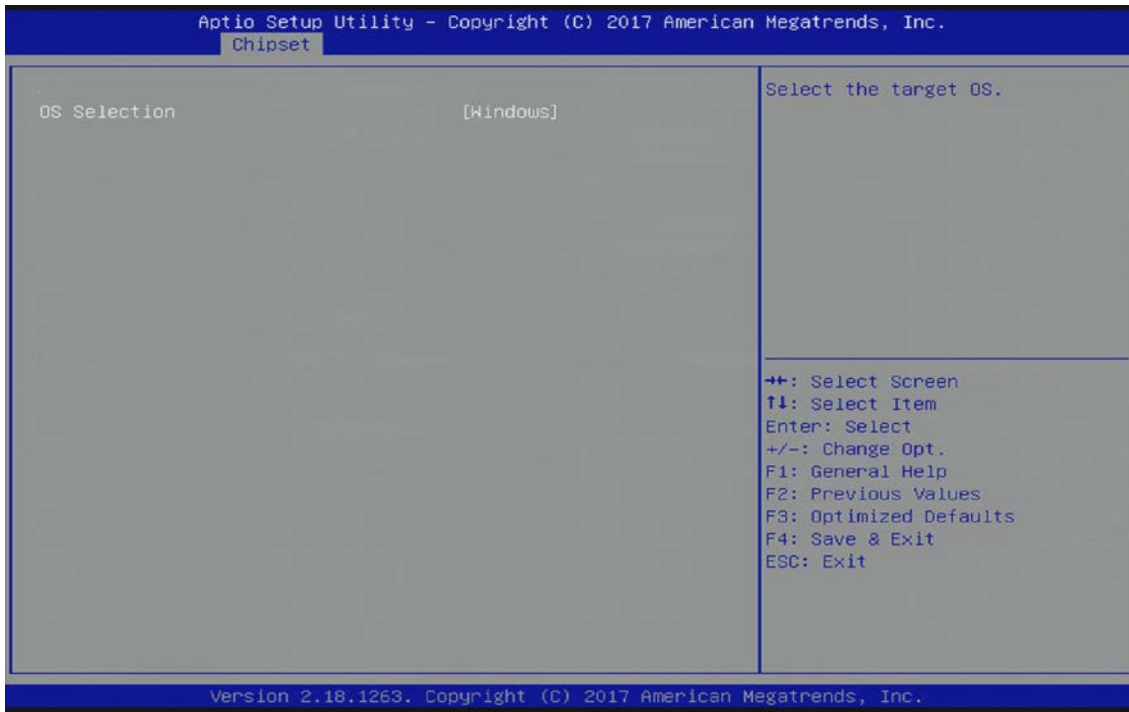 Aptio Setup Utility – Copyright (C) 2017 American Megatrends, Inc.
Chipset
OS Selection [Windows]
Select the target OS.
→←: Select Screen
↑↓: Select Item
Enter: Select
+/-: Change Opt.
F1: General Help
F2: Previous Values
F3: Optimized Defaults
F4: Save & Exit
ESC: Exit
Version 2.18.1263. Copyright (C) 2017 American Megatrends, Inc.